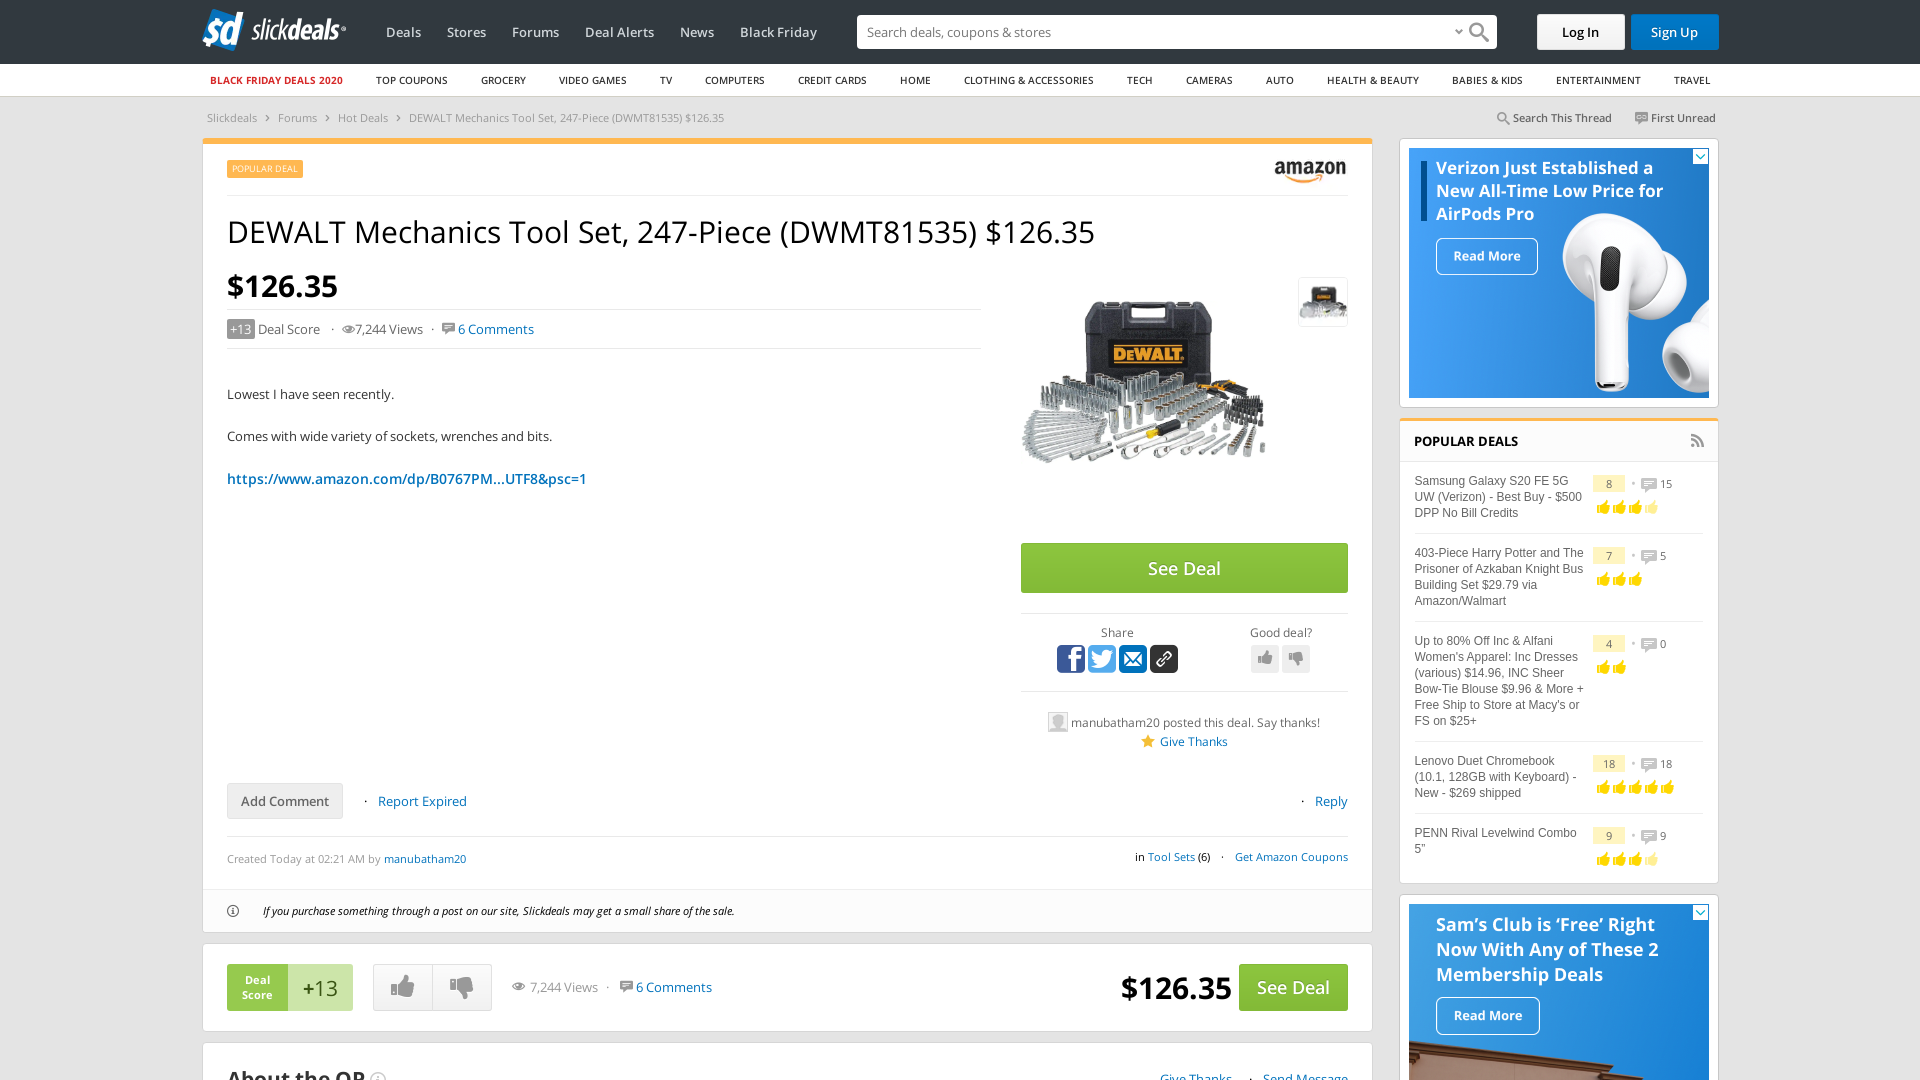 sd slickdeals
Deals Stores Forums Deal Alerts News Black Friday
Search deals, coupons & shopping
Log In
Sign Up
BLACK FRIDAY DEALS 2020 TOP COUPONS GROCERY VIDEO GAMES TV COMPUTERS CREDIT CARDS HOME CLOTHING & ACCESSORIES TECH CAMERAS AUTO HEALTH & BEAUTY BABIES & KIDS ENTERTAINMENT TRAVEL
Slickdeals › Forums › Hot Deals › DEWALT Mechanics Tool Set, 247-Piece (DWMT81535) $126.35
Search This Thread
First Unread
POPULAR DEAL
amazon
DEWALT Mechanics Tool Set, 247-Piece (DWMT81535) $126.35
$126.35
+13 Deal Score · 7,244 Views · 6 Comments
Lowest I have seen recently.
Comes with wide variety of sockets, wrenches and bits.
https://www.amazon.com/dp/B0767PM...UTF8&psc=1
DEWALT
See Deal
Share
Good deal?
manubatham20 posted this deal. Say thanks!
Give Thanks
Add Comment · Report Expired
· Reply
Created Today at 02:21 AM by manubatham20
in Tool Sets (6) · Get Amazon Coupons
If you purchase something through a post on our site, Slickdeals may get a small share of the sale.
Deal
Score
+13
7,244 Views · 6 Comments
$126.35
See Deal
About the OP
Give Thanks · Send Message
Verizon Just Established a
New All-Time Low Price for
AirPods Pro
Read More
POPULAR DEALS
Samsung Galaxy S20 FE 5G
UW (Verizon) - Best Buy - $500
DPP No Bill Credits
8 • 15
403-Piece Harry Potter and The
Prisoner of Azkaban Knight Bus
Building Set $29.79 via
Amazon/Walmart
7 • 5
Up to 80% Off Inc & Alfani
Women's Apparel: Inc Dresses
(various) $14.96, INC Sheer
Bow-Tie Blouse $9.96 & More +
Free Ship to Store at Macy's or
FS on $25+
4 • 0
Lenovo Duet Chromebook
(10.1, 128GB with Keyboard) -
New - $269 shipped
18 • 18
PENN Rival Levelwind Combo
5”
9 • 9
Sam’s Club is ‘Free’ Right
Now With Any of These 2
Membership Deals
Read More